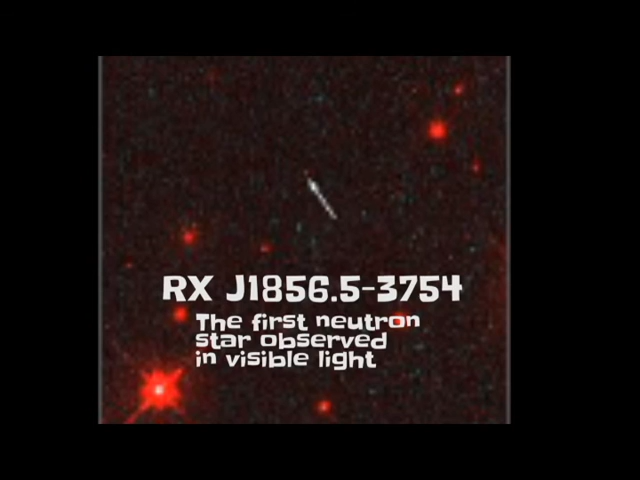 RX J1856.5-3754
The first neutron
star observed
in visible light